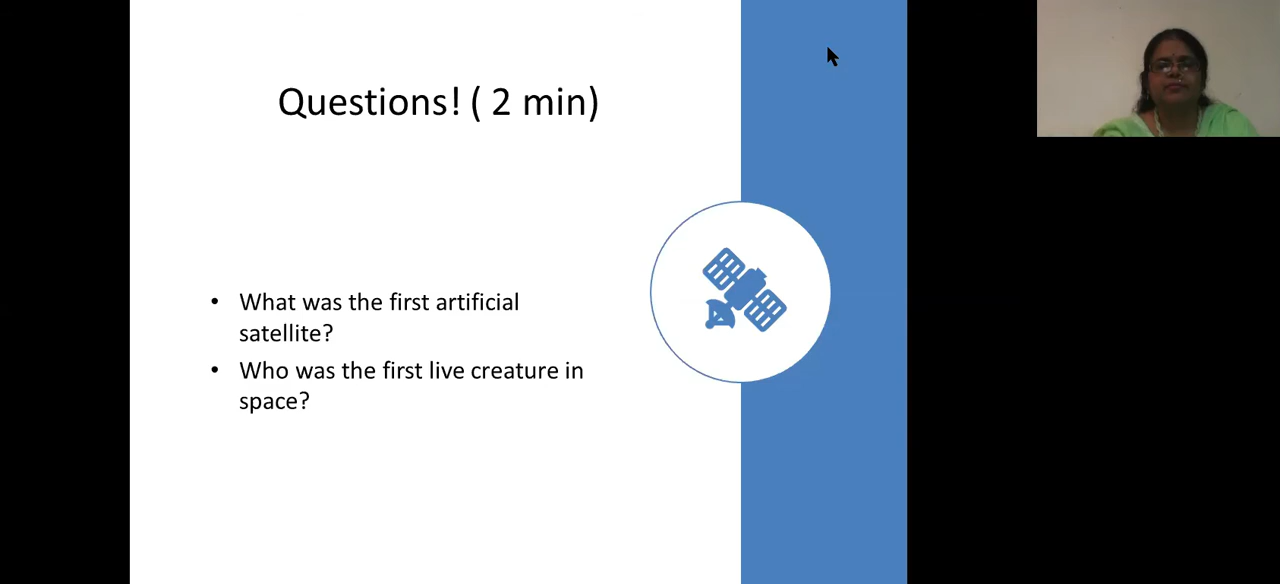 Questions! ( 2 min)
• What was the first artificial
satellite?
• Who was the first live creature in
space?